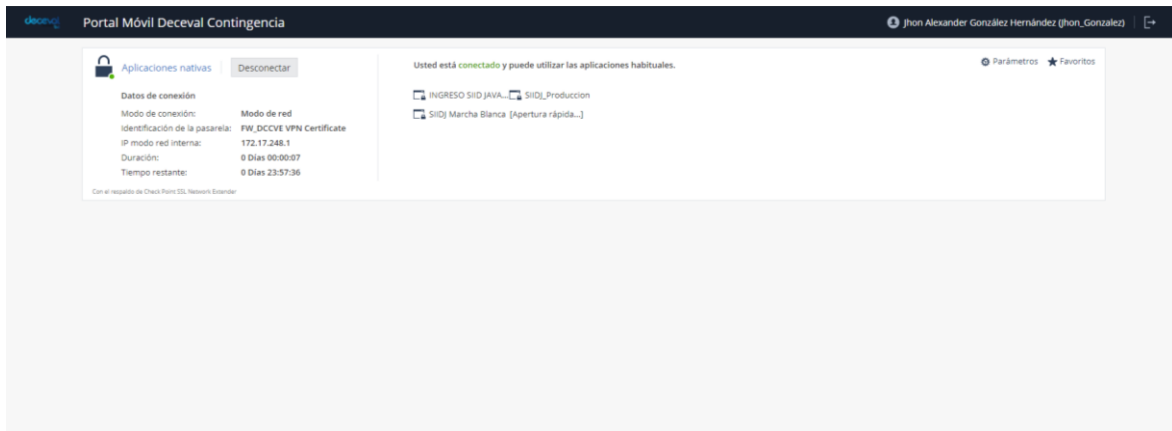 deceval
Portal Móvil Deceval Contingencia
Jhon Alexander González Hernández (Jhon_Gonzalez)
Aplicaciones nativas
Desconectar
Datos de conexión
Modo de conexión: Modo de red
Identificación de la pasarela: FW_DCCVE VPN Certificate
IP modo red interna: 172.17.248.1
Duración: 0 Días 00:00:07
Tiempo restante: 0 Días 23:57:36
Con el respaldo de Check Point SSL Network Extender
Usted está conectado y puede utilizar las aplicaciones habituales.
INGRESO SIID JAVA... SIIDJ_Produccion
SIIDJ Marcha Blanca [Apertura rápida...]
Parámetros Favoritos